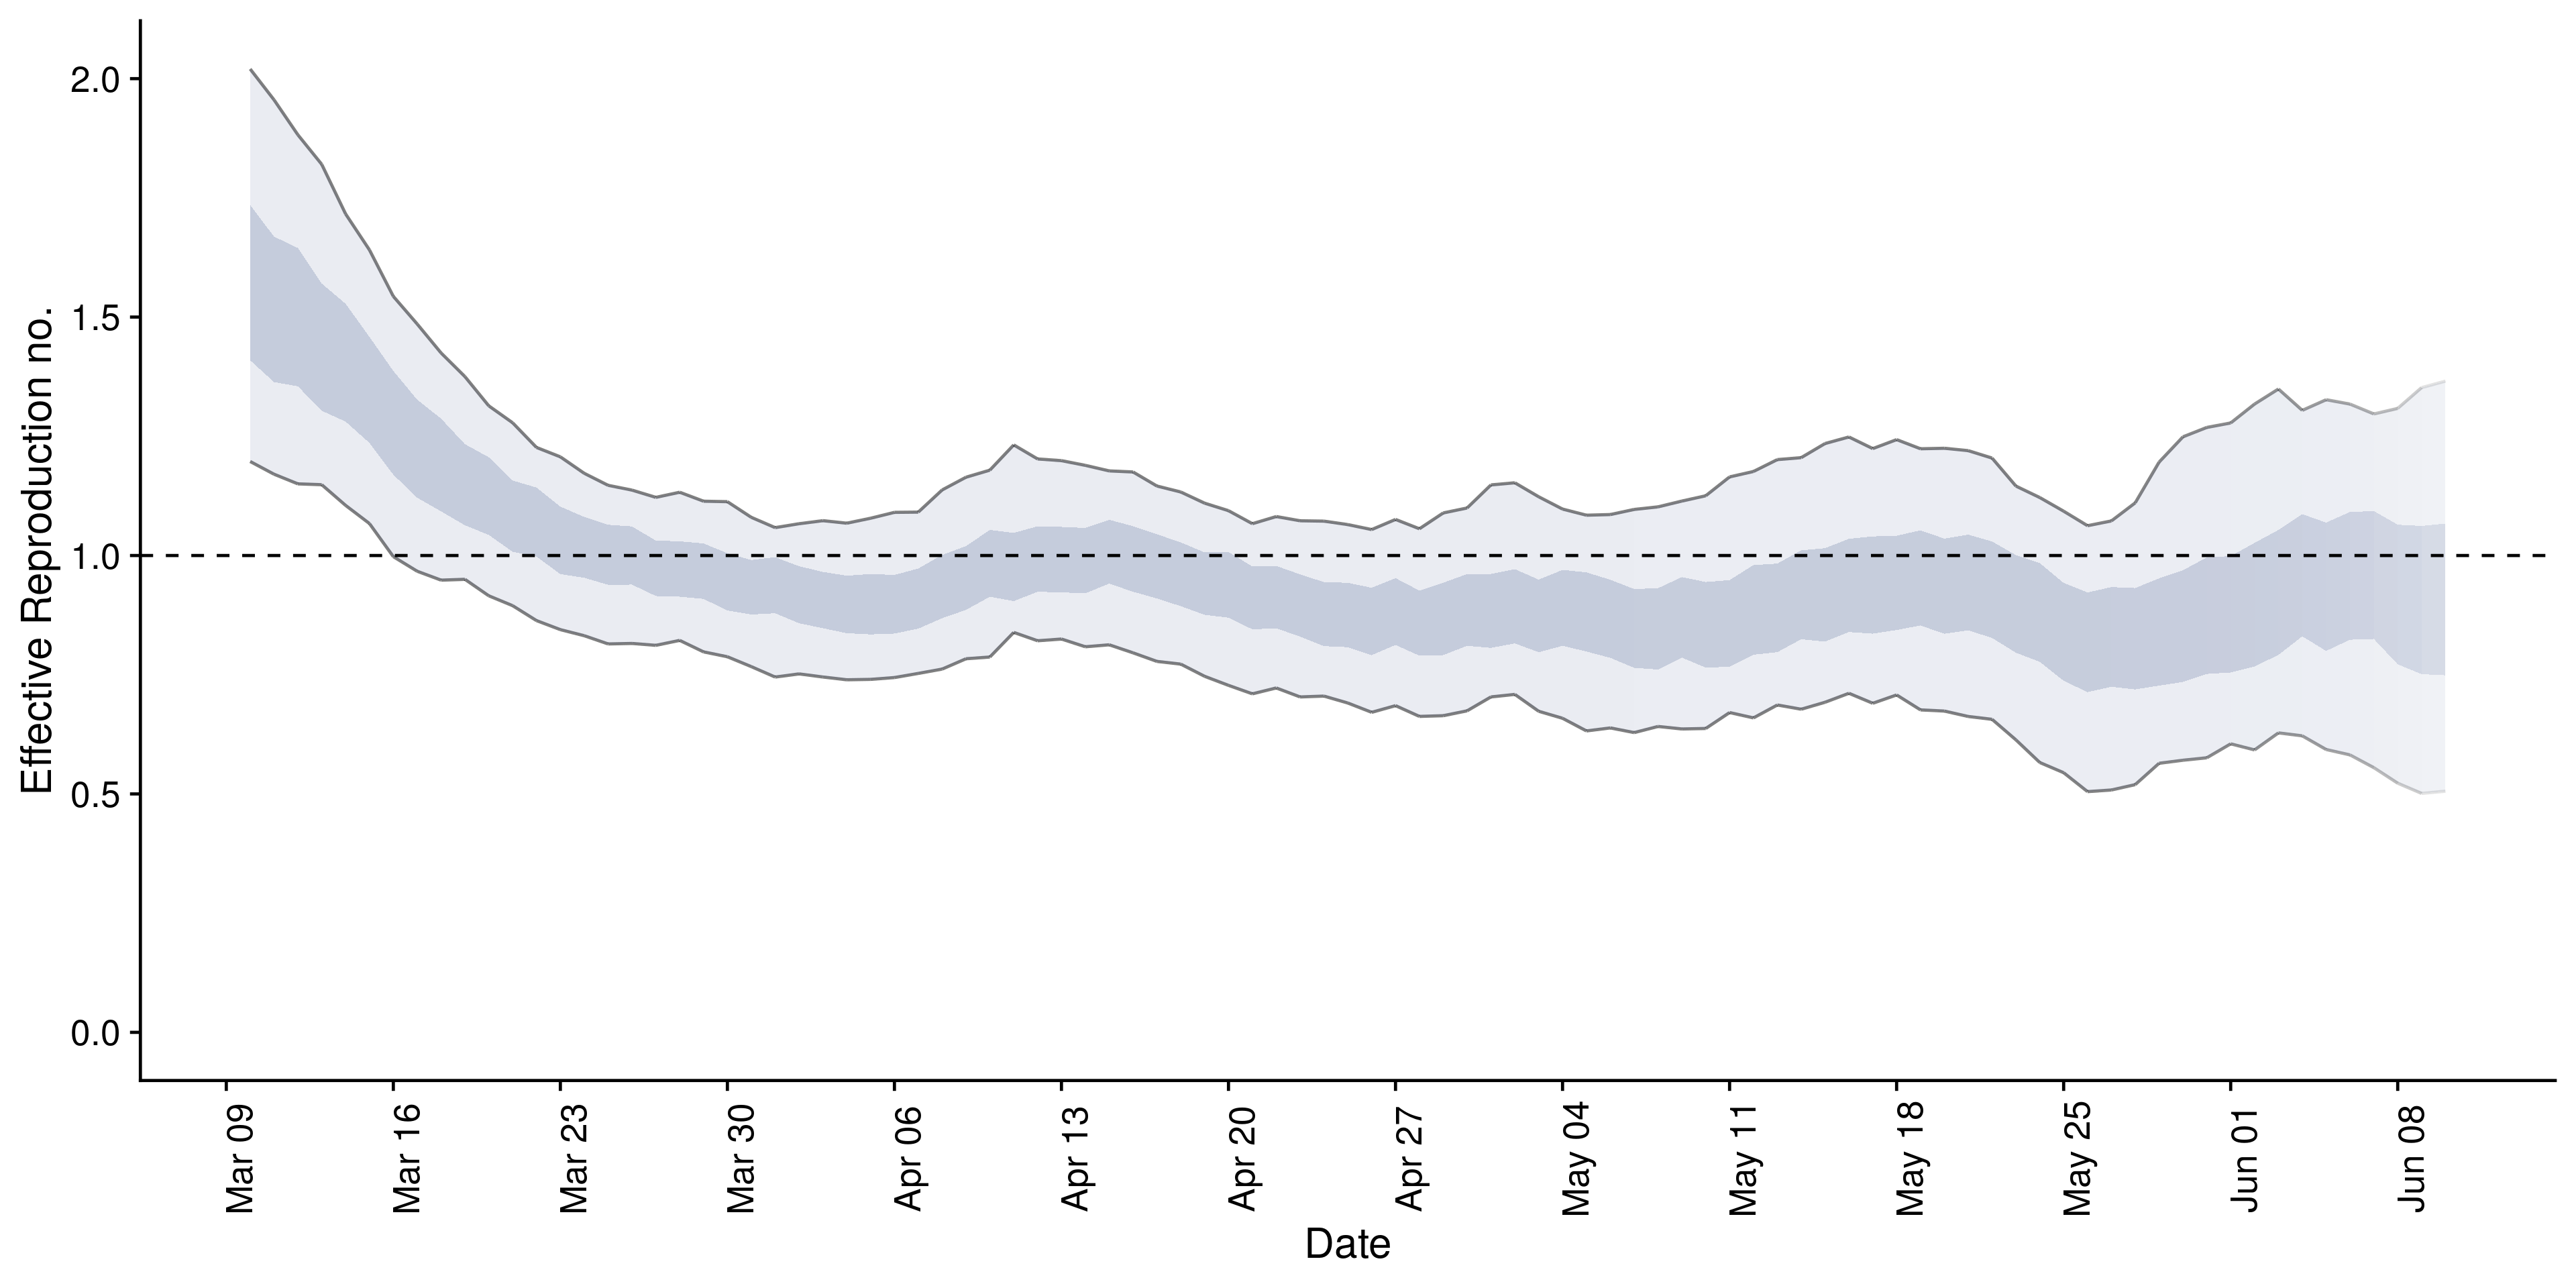 Effective Reproduction no.
2.0
1.5
1.0
0.5
0.0
Mar 09
Mar 16
Mar 23
Mar 30
Apr 06
Apr 13
Apr 20
Apr 27
May 04
May 11
May 18
May 25
Jun 01
Jun 08
Date